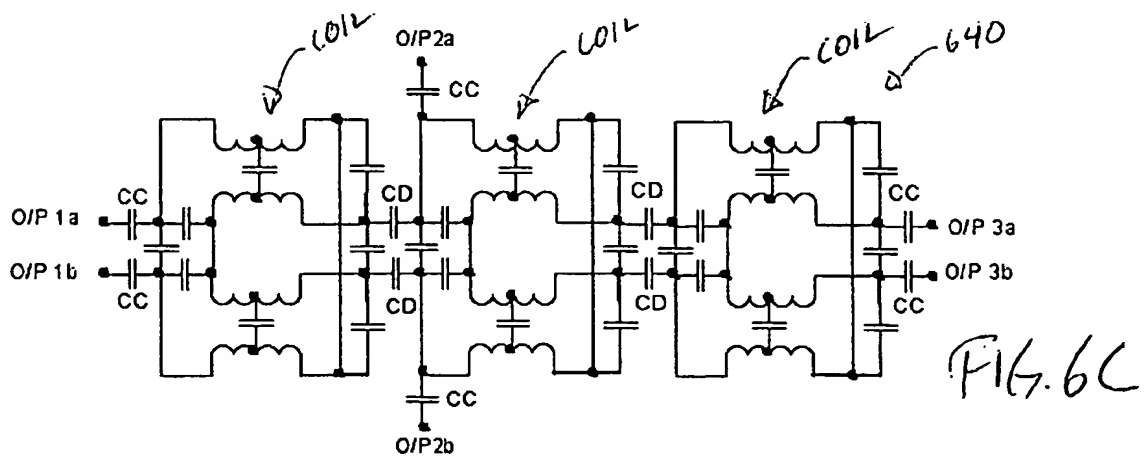 COIL
O/P2a
COIL
COIL
640
CC
CC
CD
CD
CC
O/P 1a
O/P 3a
O/P 1b
O/P 3b
CC
CD
CD
CC
CC
O/P2b
FIG. 6C